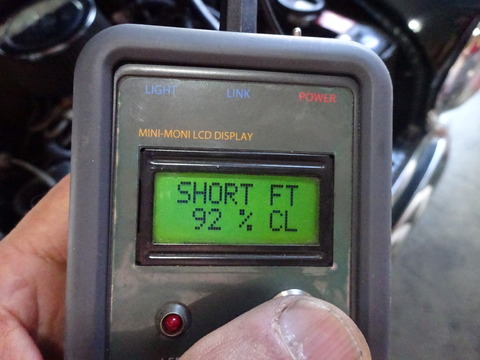 LIGHT LINK POWER
MINI-MONI LCD DISPLAY
SHORT FT
92 % CL